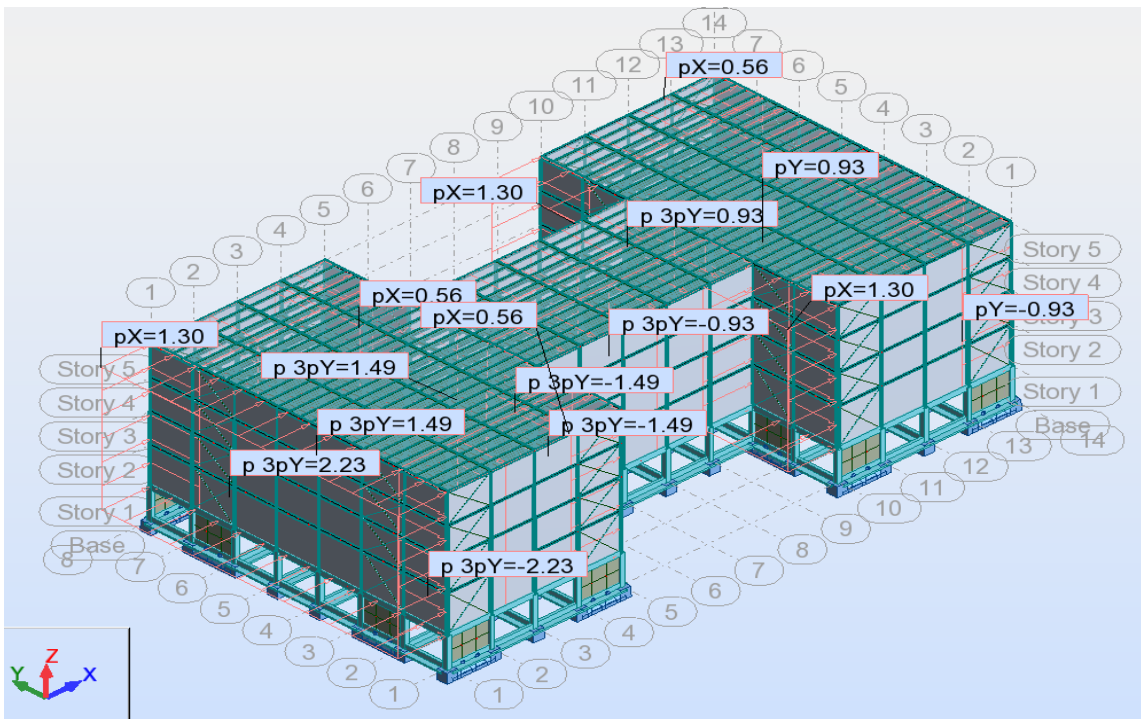 14
13
7
pX=0.56
12
6
11
5
10
4
9
pY=0.93
3
8
2
7
pX=1.30
1
6
p 3pY=0.93
5
4
Story 5
3
Story 4
2
pX=0.56
pX=1.30
1
pY=-0.93
3
pX=0.56
p 3pY=-0.93
pX=1.30
Story 2
Story 5
p 3pY=1.49
p 3pY=-1.49
Story 1
Story 4
p 3pY=1.49
p 3pY=-1.49
Base
Story 3
14
13
p 3pY=2.23
12
Story 2
11
10
Story 1
9
Base
8
8
7
p 3pY=-2.23
7
6
6
5
5
4
4
3
3
2
2
1
1
Z
Y
X